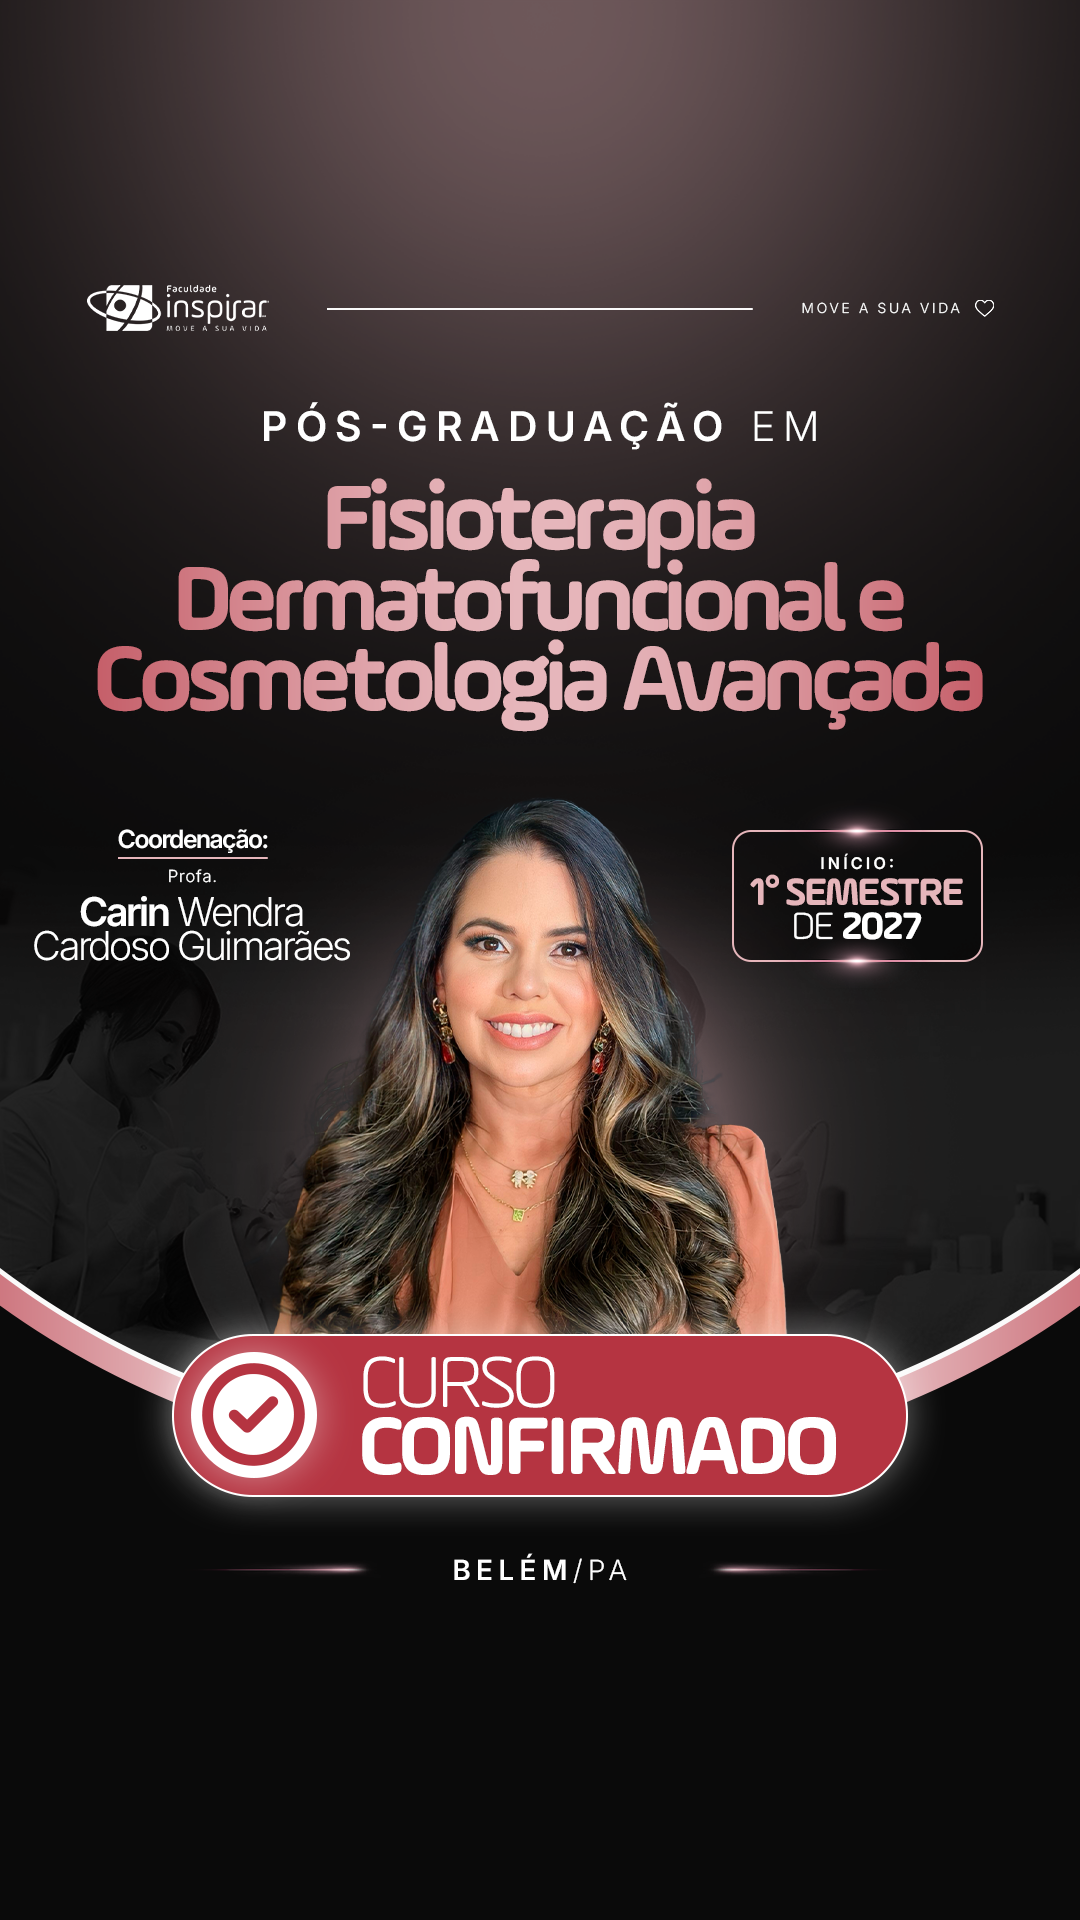 Faculdade
inspirar
MOVE A SUA VIDA
MOVE A SUA VIDA
PÓS-GRADUAÇÃO EM
Fisioterapia
Dermatofuncional e
Cosmetologia Avançada
Coordenação:
Profa.
Carin Wendra
Cardoso Guimarães
INÍCIO:
1º SEMESTRE
DE 2027
CURSO
CONFIRMADO
BELÉM/PA